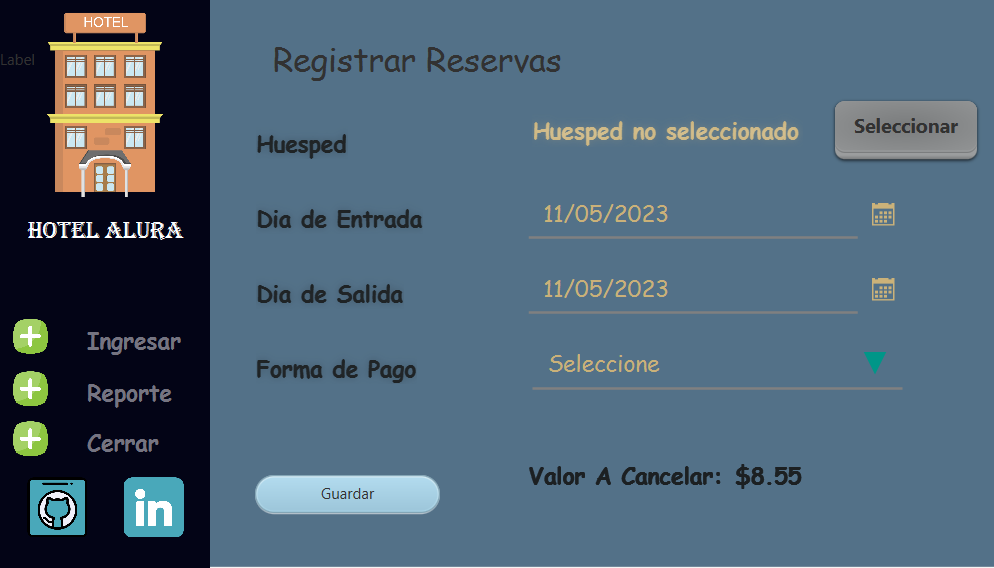 HOTEL
Label
HOTEL ALURA
Ingresar
Reporte
Cerrar
in
Registrar Reservas
Huesped
Huesped no seleccionado
Seleccionar
Dia de Entrada
11/05/2023
Dia de Salida
11/05/2023
Forma de Pago
Seleccione
Valor A Cancelar: $8.55
Guardar